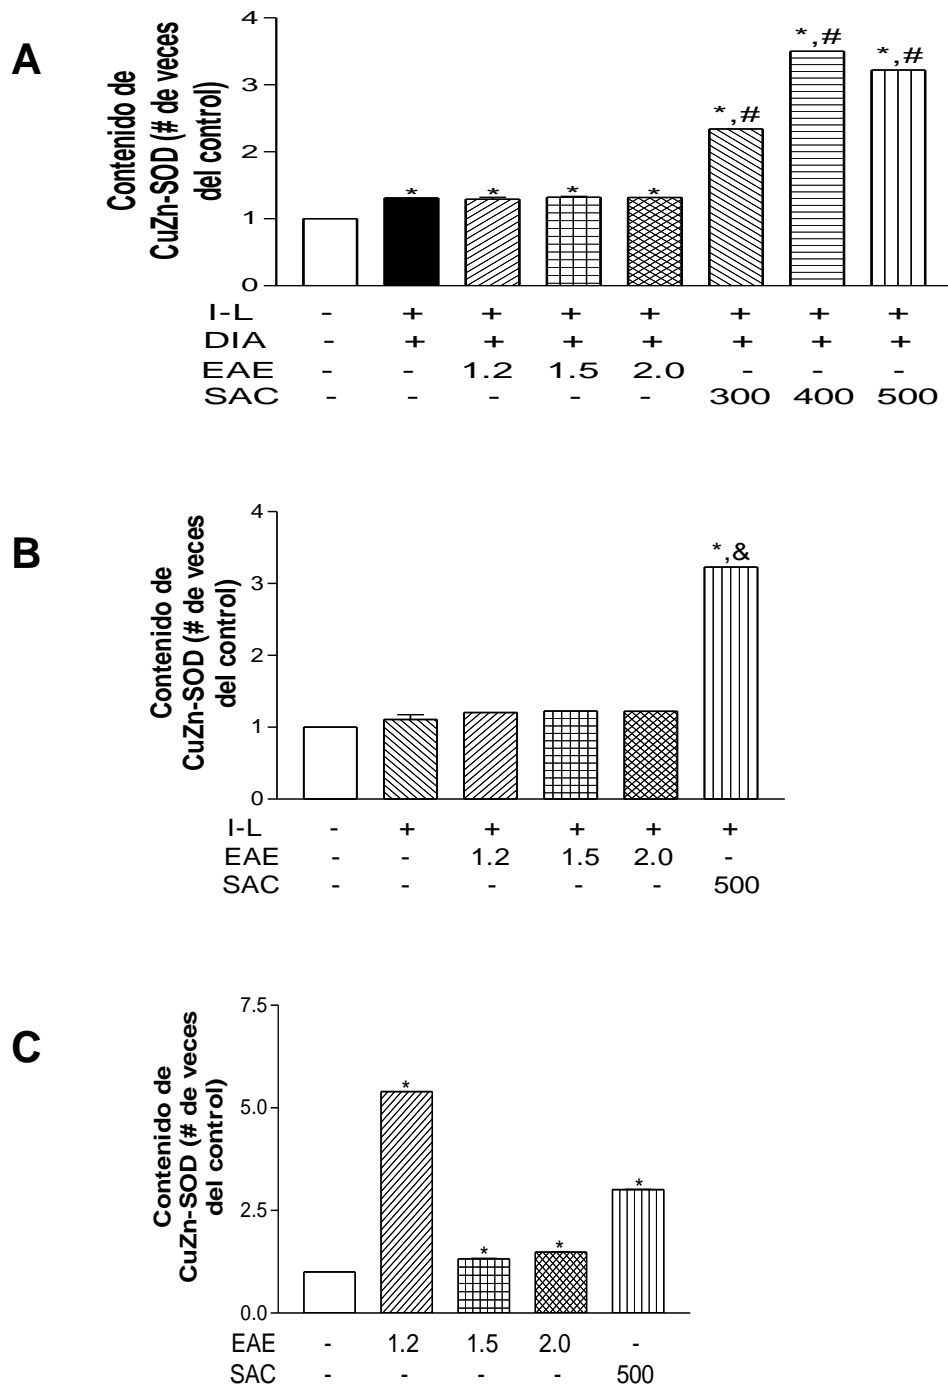 A
Contenido de
CuZn-SOD (# de veces
del control)
4
3
2
1
0
* * * * *,# *,# *,#
I-L - + + + + + + +
DIA - + + + + + + +
EAE - - 1.2 1.5 2.0 - - -
SAC - - - - - 300 400 500
B
Contenido de
CuZn-SOD (# de veces
del control)
4
3
2
1
0
*,&
I-L - + + + + +
EAE - - 1.2 1.5 2.0 -
SAC - - - - - 500
C
Contenido de
CuZn-SOD (# de veces
del control)
7.5
5.0
2.5
0.0
* * * *
EAE - 1.2 1.5 2.0 -
SAC - - - - 500